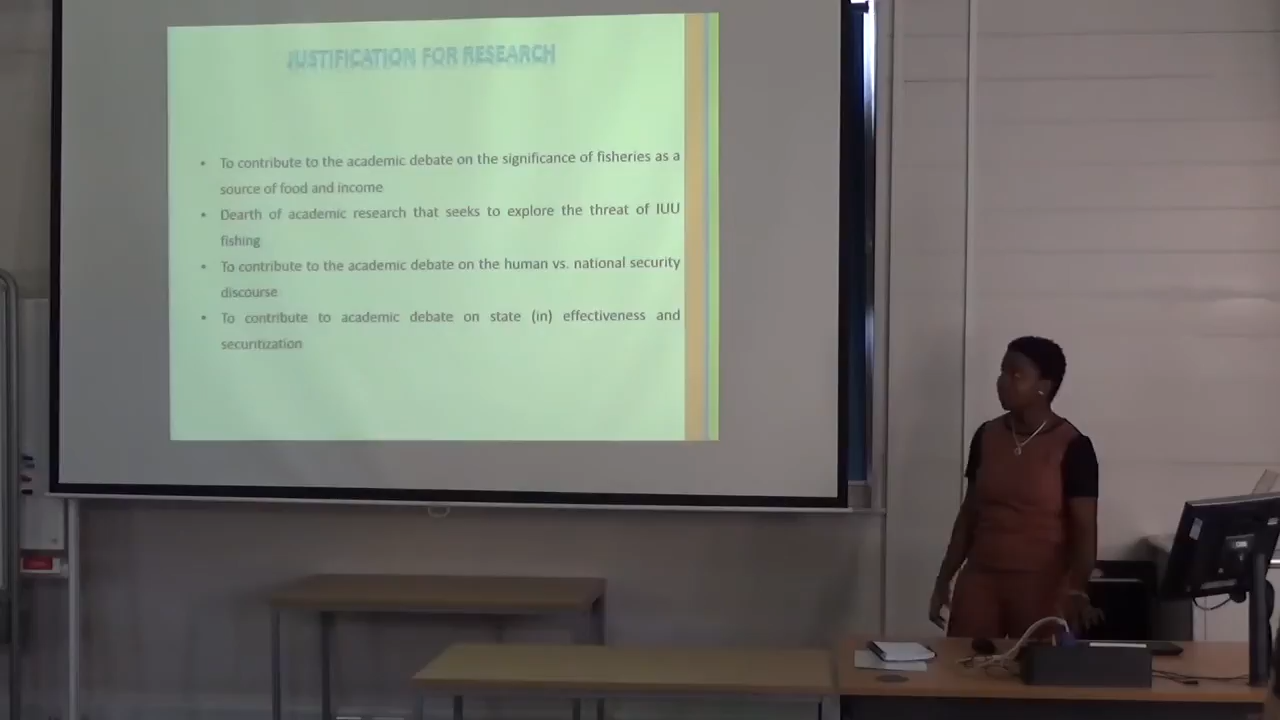 JUSTIFICATION FOR RESEARCH
• To contribute to the academic debate on the significance of fisheries as a
source of food and income
• Dearth of academic research that seeks to explore the threat of IUU
fishing
• To contribute to the academic debate on the human vs. national security
discourse
• To contribute to academic debate on state (in) effectiveness and
securitization